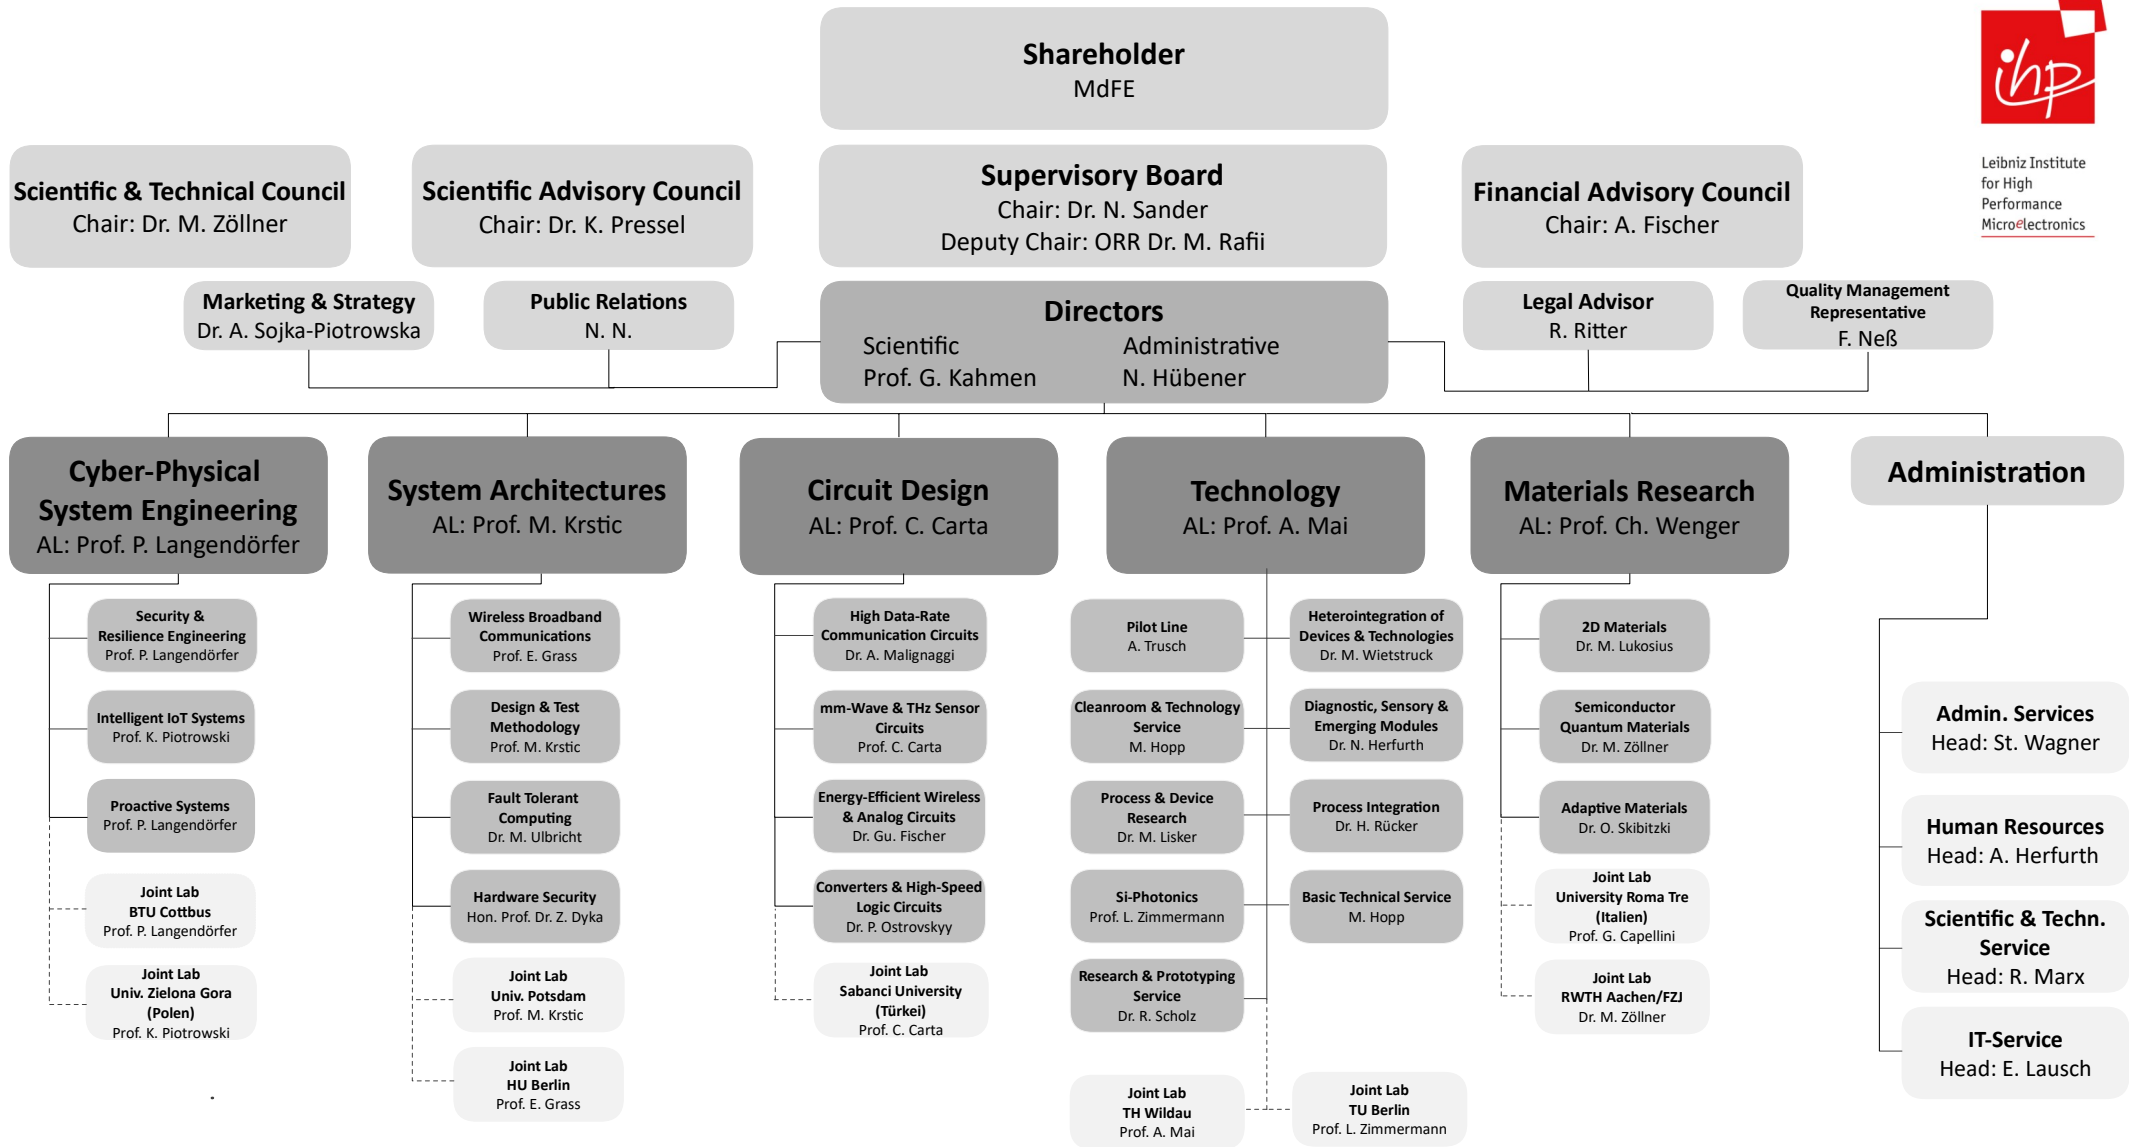 Shareholder
MdFE
ihp
Leibniz Institute
for High
Performance
Microelectronics
Scientific & Technical Council
Chair: Dr. M. Zöllner
Scientific Advisory Council
Chair: Dr. K. Pressel
Supervisory Board
Chair: Dr. N. Sander
Deputy Chair: ORR Dr. M. Rafii
Financial Advisory Council
Chair: A. Fischer
Marketing & Strategy
Dr. A. Sojka-Piotrowska
Public Relations
N. N.
Directors
Scientific
Prof. G. Kahmen
Administrative
N. Hübener
Legal Advisor
R. Ritter
Quality Management
Representative
F. Neß
Cyber-Physical
System Engineering
AL: Prof. P. Langendörfer
System Architectures
AL: Prof. M. Krstic
Circuit Design
AL: Prof. C. Carta
Technology
AL: Prof. A. Mai
Materials Research
AL: Prof. Ch. Wenger
Administration
Security &
Resilience Engineering
Prof. P. Langendörfer
Intelligent IoT Systems
Prof. K. Piotrowski
Proactive Systems
Prof. P. Langendörfer
Joint Lab
BTU Cottbus
Prof. P. Langendörfer
Joint Lab
Univ. Zielona Gora
(Polen)
Prof. K. Piotrowski
Wireless Broadband
Communications
Prof. E. Grass
Design & Test
Methodology
Prof. M. Krstic
Fault Tolerant
Computing
Dr. M. Ulbricht
Hardware Security
Hon. Prof. Dr. Z. Dyka
Joint Lab
Univ. Potsdam
Prof. M. Krstic
Joint Lab
HU Berlin
Prof. E. Grass
High Data-Rate
Communication Circuits
Dr. A. Malignaggi
mm-Wave & THz Sensor
Circuits
Prof. C. Carta
Energy-Efficient Wireless
& Analog Circuits
Dr. Gu. Fischer
Converters & High-Speed
Logic Circuits
Dr. P. Ostrovskyy
Joint Lab
Sabanci University
(Türkei)
Prof. C. Carta
Pilot Line
A. Trusch
Cleanroom & Technology
Service
M. Hopp
Process & Device
Research
Dr. M. Lisker
Si-Photonics
Prof. L. Zimmermann
Research & Prototyping
Service
Dr. R. Scholz
Joint Lab
TH Wildau
Prof. A. Mai
Heterointegration of
Devices & Technologies
Dr. M. Wietstruck
Diagnostic, Sensory &
Emerging Modules
Dr. N. Herfurth
Process Integration
Dr. H. Rücker
Basic Technical Service
M. Hopp
Joint Lab
TU Berlin
Prof. L. Zimmermann
2D Materials
Dr. M. Lukosius
Semiconductor
Quantum Materials
Dr. M. Zöllner
Adaptive Materials
Dr. O. Skibitzki
Joint Lab
University Roma Tre
(Italien)
Prof. G. Capellini
Joint Lab
RWTH Aachen/FZJ
Dr. M. Zöllner
Admin. Services
Head: St. Wagner
Human Resources
Head: A. Herfurth
Scientific & Techn.
Service
Head: R. Marx
IT-Service
Head: E. Lausch
.